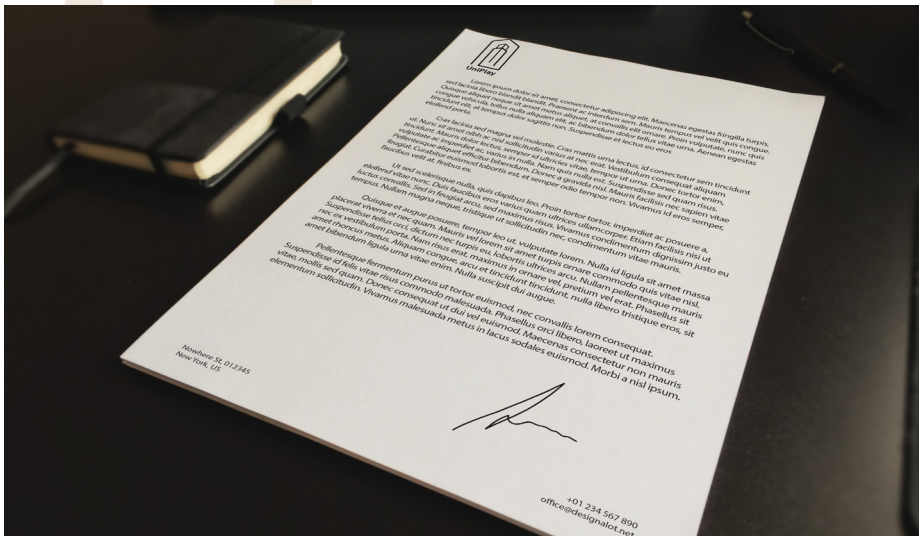 UniPlay
Lorem ipsum dolor sit amet, consectetur adipiscing elit. Maecenas egestas fringilla turpis,
sed lacinia libero blandit blandit. Praesent ac interdum sem. Mauris tempus vel velit quis congue.
Quisque aliquet neque sit amet metus aliquet, at convallis elit ornare. Proin vulputate, nunc quis
congue vehicula, tellus nulla aliquam elit, ac bibendum dolor tellus vitae urna. Aenean egestas
tincidunt elit, at tempus dolor sagittis non. Suspendisse et lectus eu eros
eleifend porta.
Cras lacinia sed magna vel molestie. Cras mattis urna lectus, id consectetur sem tincidunt
ut. Nunc sit amet nibh ac nisl sollicitudin varius at nec erat. Vestibulum consequat aliquam
tincidunt. Mauris dolor lectus, semper id ultricies vitae, tempor ut urna. Donec tortor enim,
vulputate ac imperdiet ac, varius in nulla. Nam quis nulla est. Suspendisse sed quam risus.
Pellentesque aliquet efficitur bibendum. Donec a gravida nisl. Mauris facilisis nec sapien vitae
feugiat. Curabitur euismod lobortis est, et semper odio tempor non. Vivamus id eros semper,
faucibus velit at, finibus ex.
Ut sed scelerisque nulla, quis dapibus leo. Proin tortor tortor, imperdiet ac posuere a,
eleifend vitae nunc. Duis faucibus eros varius quam ultrices ullamcorper. Etiam facilisis nisi ut
luctus convallis. Sed in feugiat arcu, sed maximus risus. Vivamus condimentum dignissim justo eu
tempus. Nullam magna neque, tristique ut sollicitudin nec, condimentum vitae mauris.
Quisque et augue posuere, tempor leo ut, vulputate lorem. Nulla id ligula sit amet massa
placerat viverra et nec quam. Mauris vel lorem sit amet turpis ornare commodo quis vitae nisl.
Suspendisse tellus orci, dictum nec turpis id, lobortis ultrices arcu. Nullam pellentesque mauris
nec ex vestibulum porta. Nam risus erat, maximus in ornare vel, pretium vel erat. Phasellus sit
amet rhoncus metus. Aliquam congue, arcu et tincidunt tincidunt, nulla libero tristique eros, sit
amet bibendum ligula urna vitae enim. Nulla suscipit dui augue.
Pellentesque fermentum purus ut tortor euismod, nec convallis lorem consequat.
Suspendisse id felis vitae risus commodo malesuada. Phasellus orci libero, laoreet ut maximus
vitae, mollis sed quam. Donec consequat ut dui vel euismod. Maecenas consectetur non mauris
elementum sollicitudin. Vivamus malesuada metus in lacus sodales euismod. Morbi a nisl ipsum.
Nowhere St, 012345
New York, US
+01 234 567 890
office@designalot.net